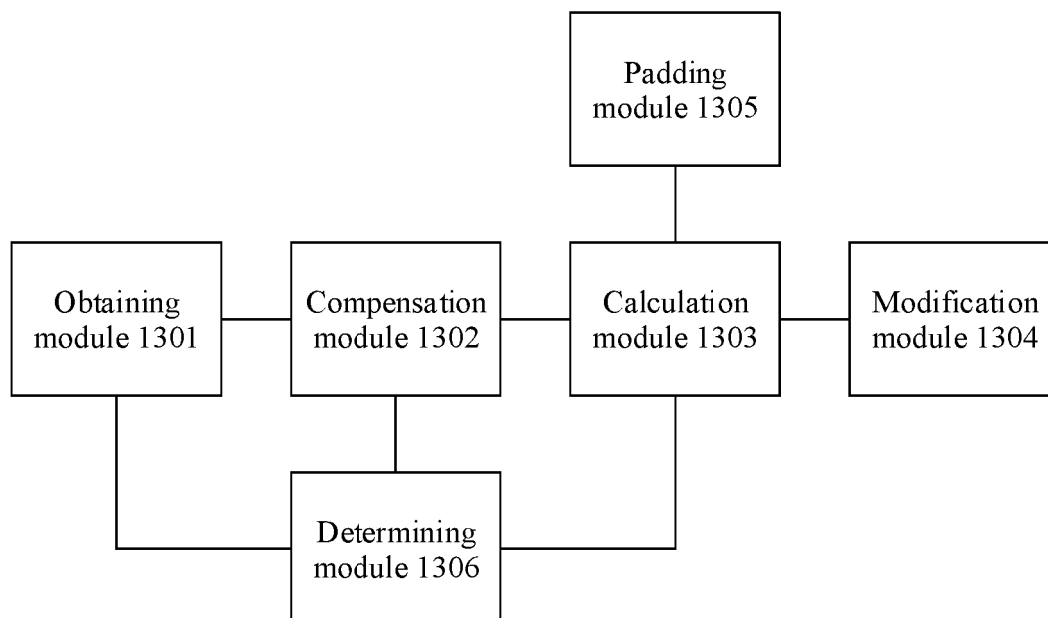 Padding
module 1305
Obtaining
module 1301
Compensation
module 1302
Calculation
module 1303
Modification
module 1304
Determining
module 1306